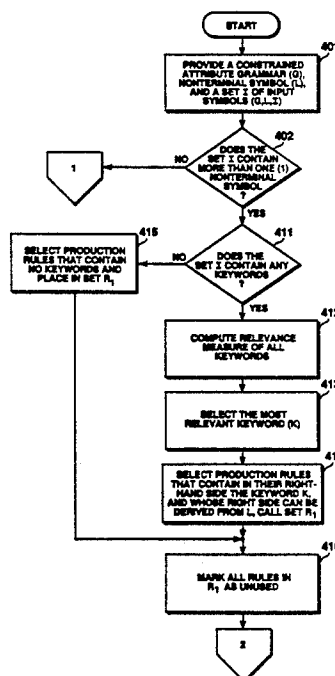 START
401
PROVIDE A CONSTRAINED
ATTRIBUTE GRAMMAR (G),
NONTERMINAL SYMBOL (L),
AND A SET Σ OF INPUT
SYMBOLS (G,L,Σ)
402
DOES THE
SET Σ CONTAIN
MORE THAN ONE (1)
NONTERMINAL
SYMBOL
?
NO
1
YES
411
DOES THE
SET Σ CONTAIN ANY
KEYWORDS
?
NO
415
SELECT PRODUCTION
RULES THAT CONTAIN
NO KEYWORDS AND
PLACE IN SET R₁
YES
412
COMPUTE RELEVANCE
MEASURE OF ALL
KEYWORDS
413
SELECT THE MOST
RELEVANT KEYWORD (K)
SELECT PRODUCTION RULES
THAT CONTAIN IN THEIR RIGHT-
HAND SIDE THE KEYWORD K,
AND WHOSE RIGHT SIDE CAN BE
DERIVED FROM L, CALL SET R₁
MARK ALL RULES IN
R₁ AS UNUSED
2